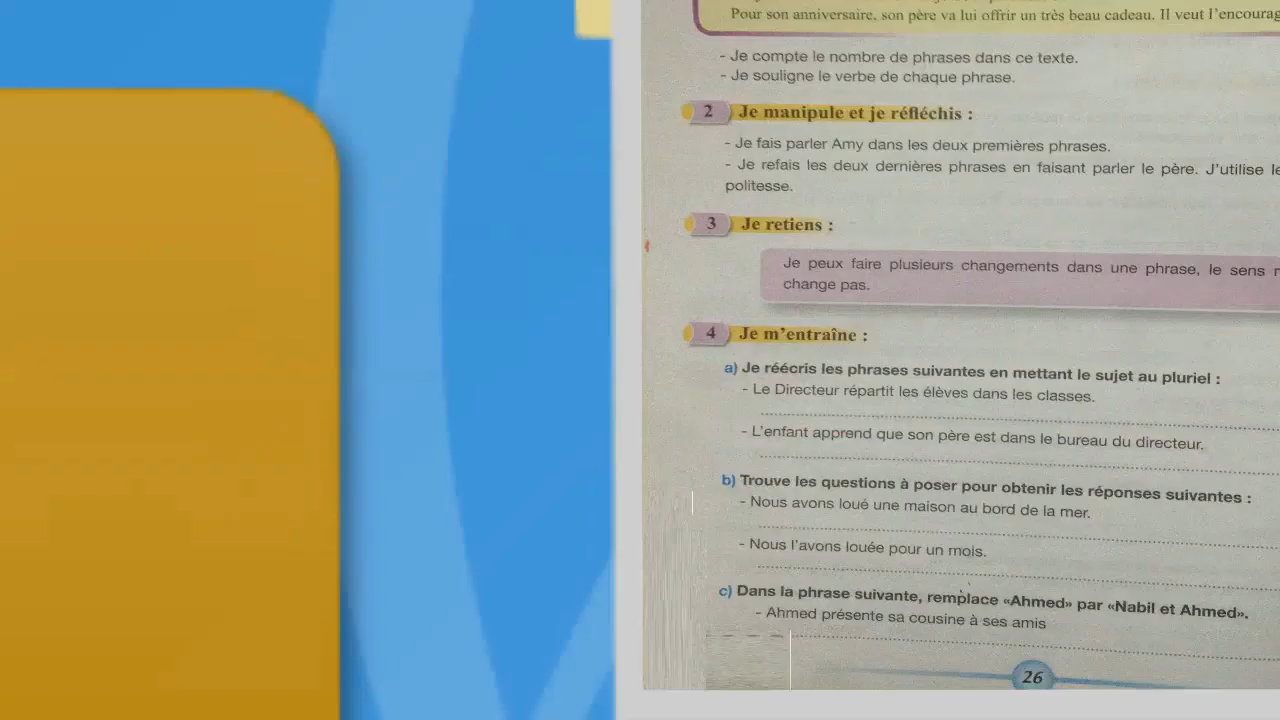 Pour son anniversaire, son père va lui offrir un très beau cadeau. Il veut l'encourag
- Je compte le nombre de phrases dans ce texte.
- Je souligne le verbe de chaque phrase.
2 Je manipule et je réfléchis :
- Je fais parler Amy dans les deux premières phrases.
- Je refais les deux dernières phrases en faisant parler le père. J'utilise le
politesse.
3 Je retiens :
Je peux faire plusieurs changements dans une phrase, le sens
change pas.
4 Je m'entraîne :
a) Je réécris les phrases suivantes en mettant le sujet au pluriel :
- Le Directeur répartit les élèves dans les classes.
- L'enfant apprend que son père est dans le bureau du directeur.
b) Trouve les questions à poser pour obtenir les réponses suivantes :
- Nous avons loué une maison au bord de la mer.
- Nous l'avons louée pour un mois.
c) Dans la phrase suivante, remplace «Ahmed» par «Nabil et Ahmed».
- Ahmed présente sa cousine à ses amis
26